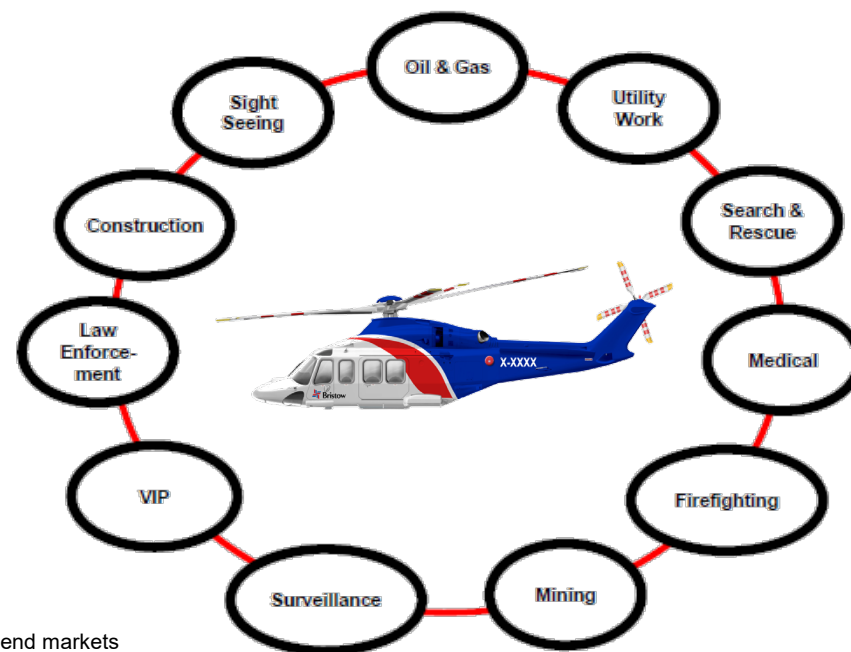 Oil & Gas
Utility
Work
Search &
Rescue
Medical
Firefighting
Mining
Surveillance
VIP
Law
Enforce-
ment
Construction
Sight
Seeing
X-XXXX
Bristow
end markets